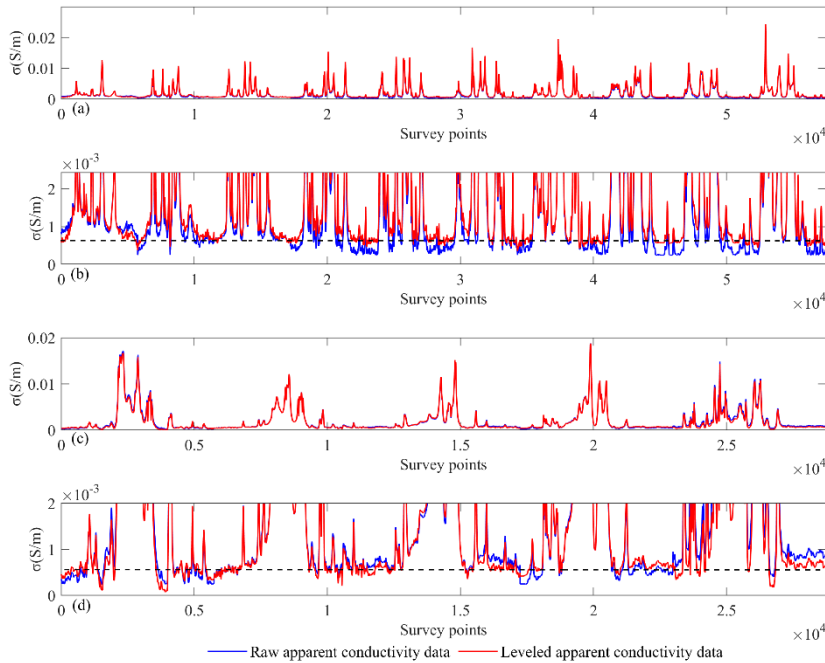 σ(S/m)
0.02
0.01
0
0 1 2 3 4 5
(a)
Survey points
×10⁴
×10⁻³
σ(S/m)
2
1
0
0 1 2 3 4 5
(b)
Survey points
×10⁴
σ(S/m)
0.02
0.01
0
0 0.5 1 1.5 2 2.5
(c)
Survey points
×10⁴
×10⁻³
σ(S/m)
2
1
0
0 0.5 1 1.5 2 2.5
(d)
Survey points
×10⁴
Raw apparent conductivity data Leveled apparent conductivity data